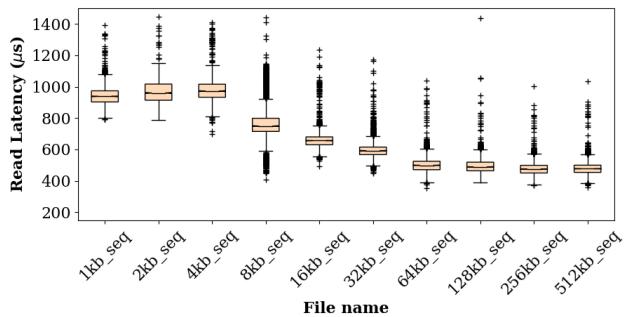 Read Latency (μs)
1400
1200
1000
800
600
400
200
1kb_seq
2kb_seq
4kb_seq
8kb_seq
16kb_seq
32kb_seq
64kb_seq
128kb_seq
256kb_seq
512kb_seq
File name